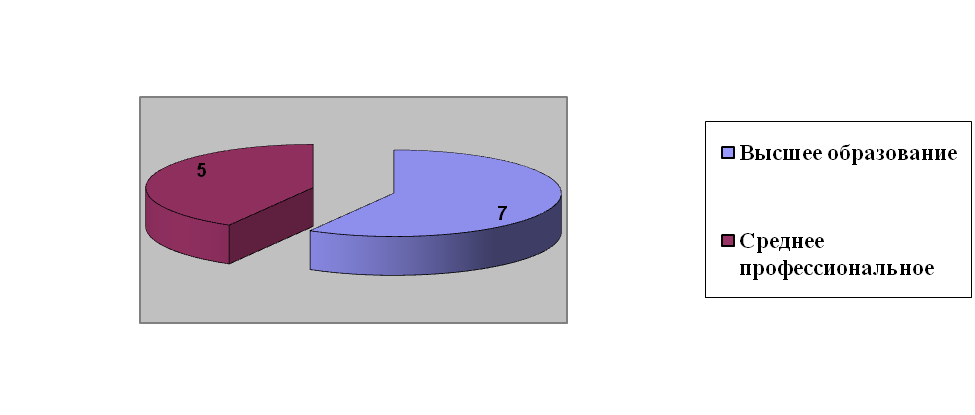 5
7
Высшее образование
Среднее
профессиональное